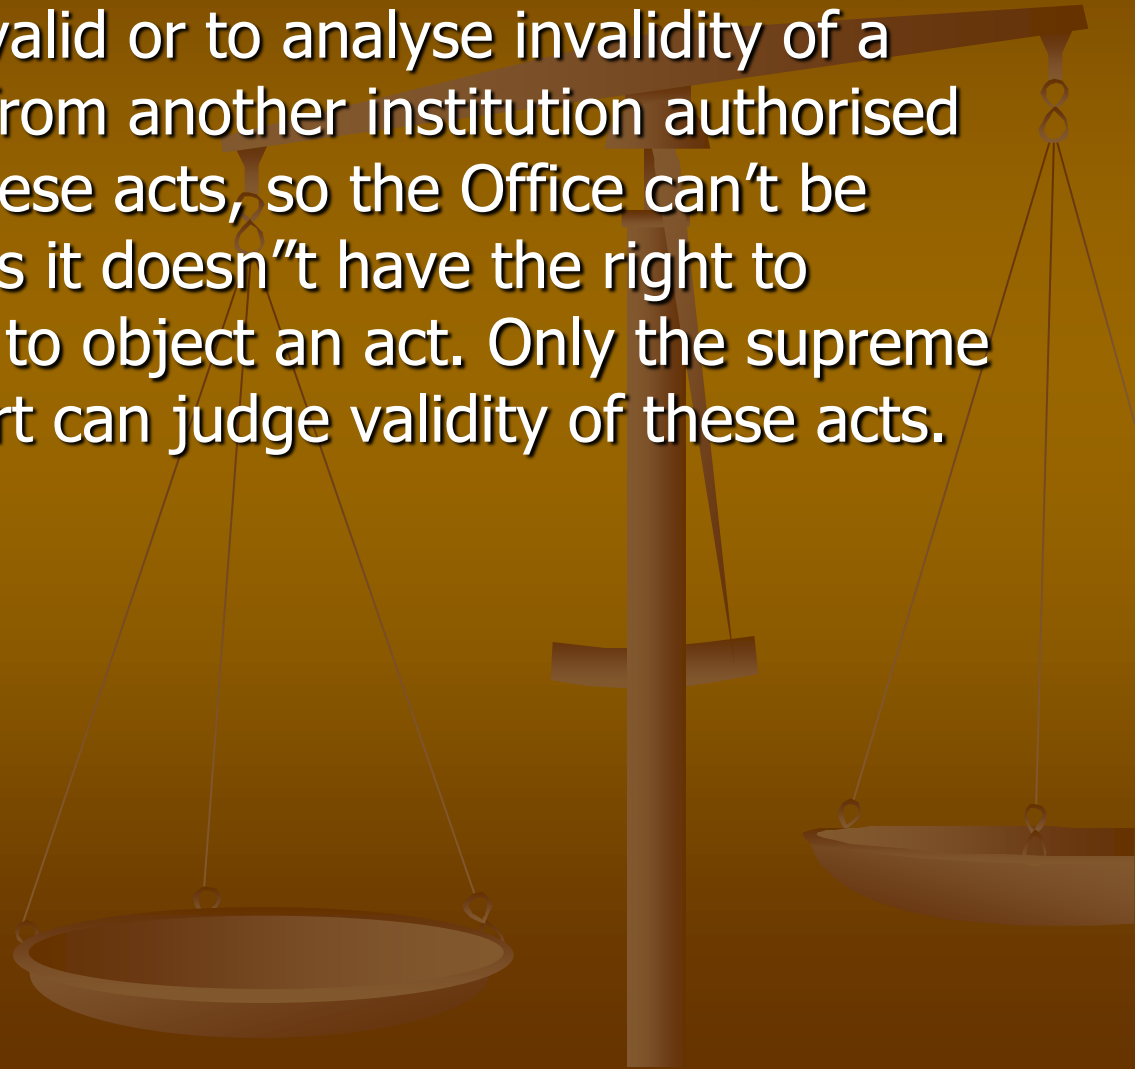 valid or to analyse invalidity of a
from another institution authorised
ese acts, so the Office can’t be
s it doesn”t have the right to
to object an act. Only the supreme
rt can judge validity of these acts.